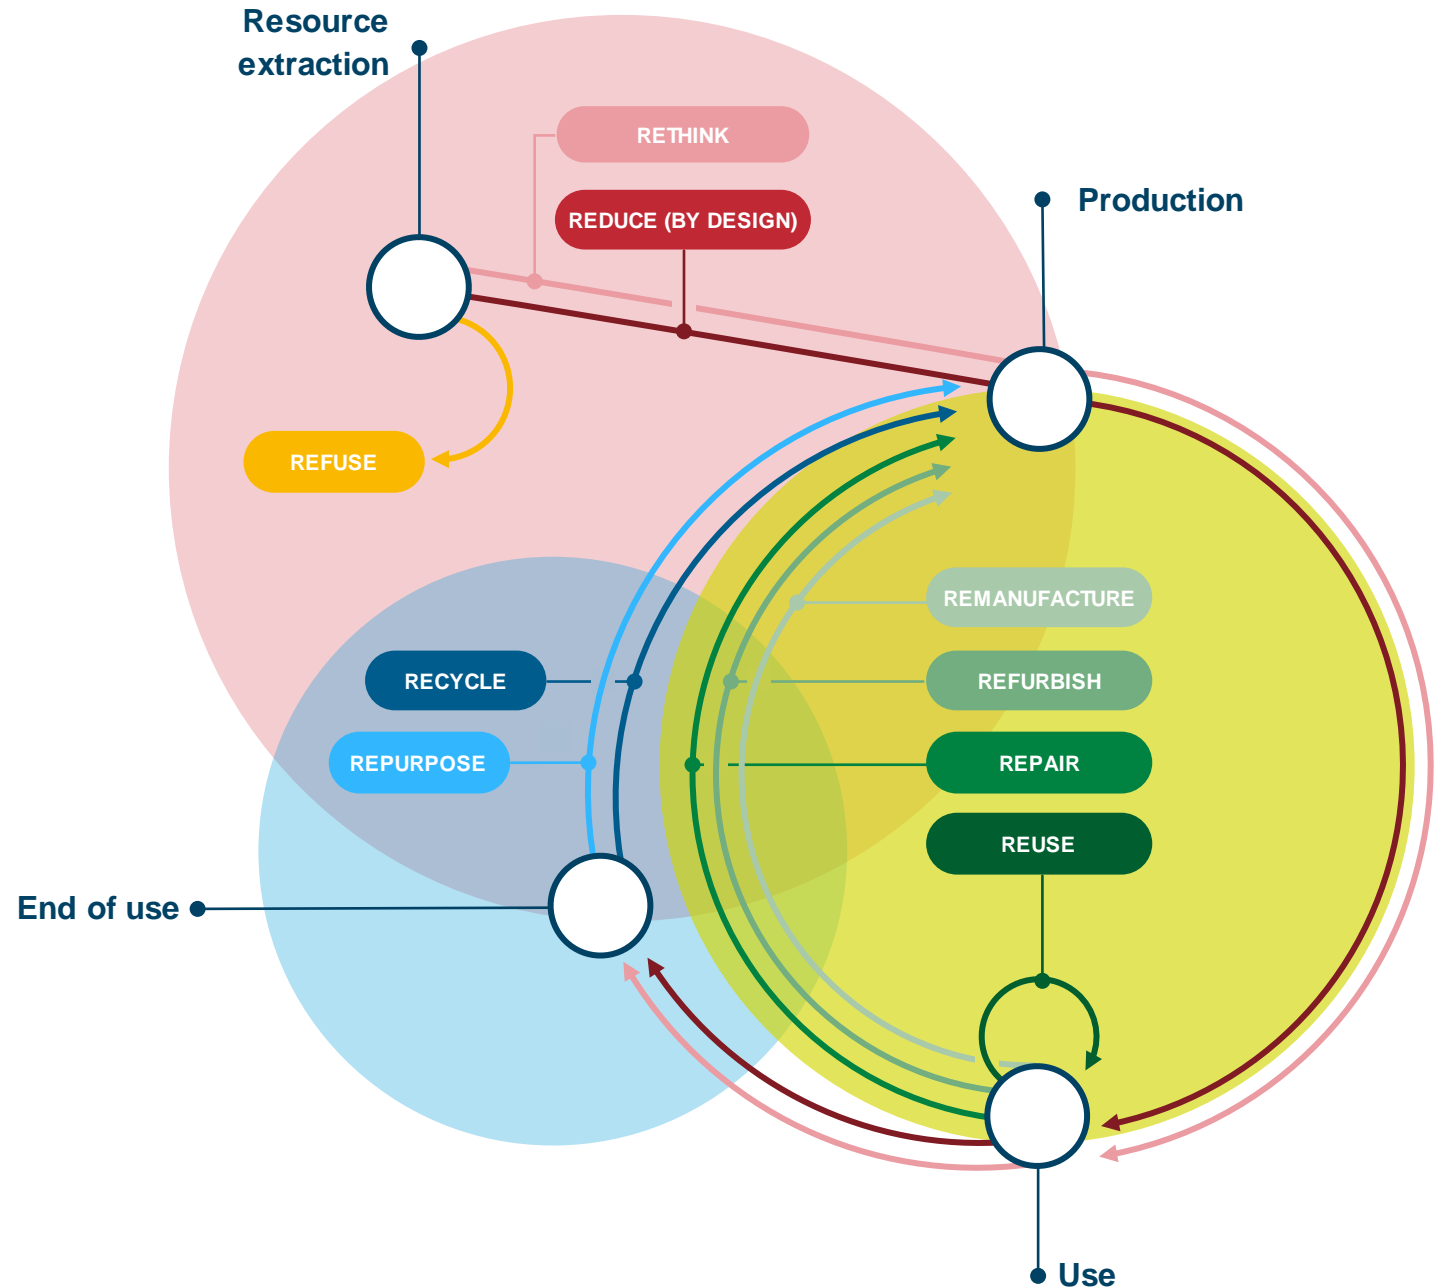 Resource
extraction
RETHINK
REDUCE (BY DESIGN)
Production
REFUSE
REMANUFACTURE
RECYCLE
REFURBISH
REPURPOSE
REPAIR
REUSE
End of use
Use